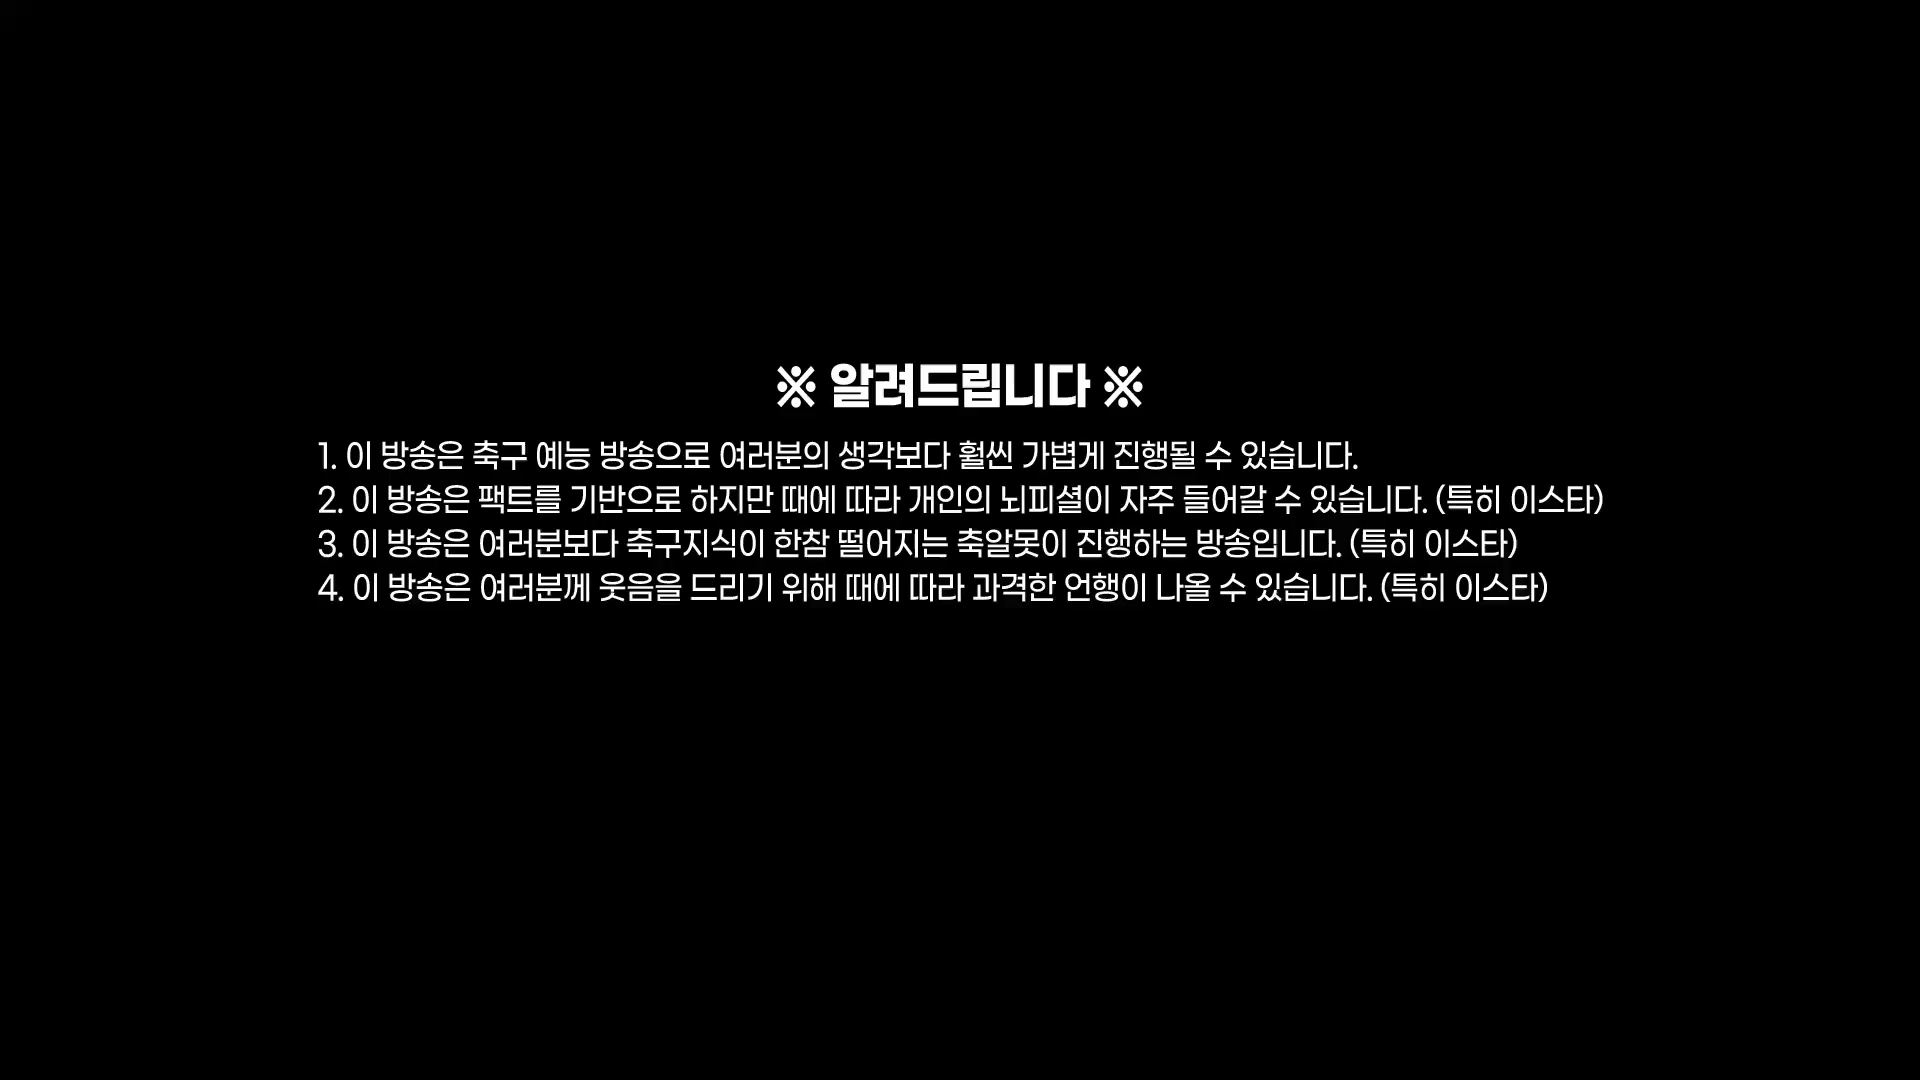 ※ 알려드립니다 ※
1. 이 방송은 축구 예능 방송으로 여러분의 생각보다 훨씬 가볍게 진행될 수 있습니다.
2. 이 방송은 팩트를 기반으로 하지만 때에 따라 개인의 뇌피셜이 자주 들어갈 수 있습니다. (특히 이스타)
3. 이 방송은 여러분보다 축구지식이 한참 떨어지는 축알못이 진행하는 방송입니다. (특히 이스타)
4. 이 방송은 여러분께 웃음을 드리기 위해 때에 따라 과격한 언행이 나올 수 있습니다. (특히 이스타)